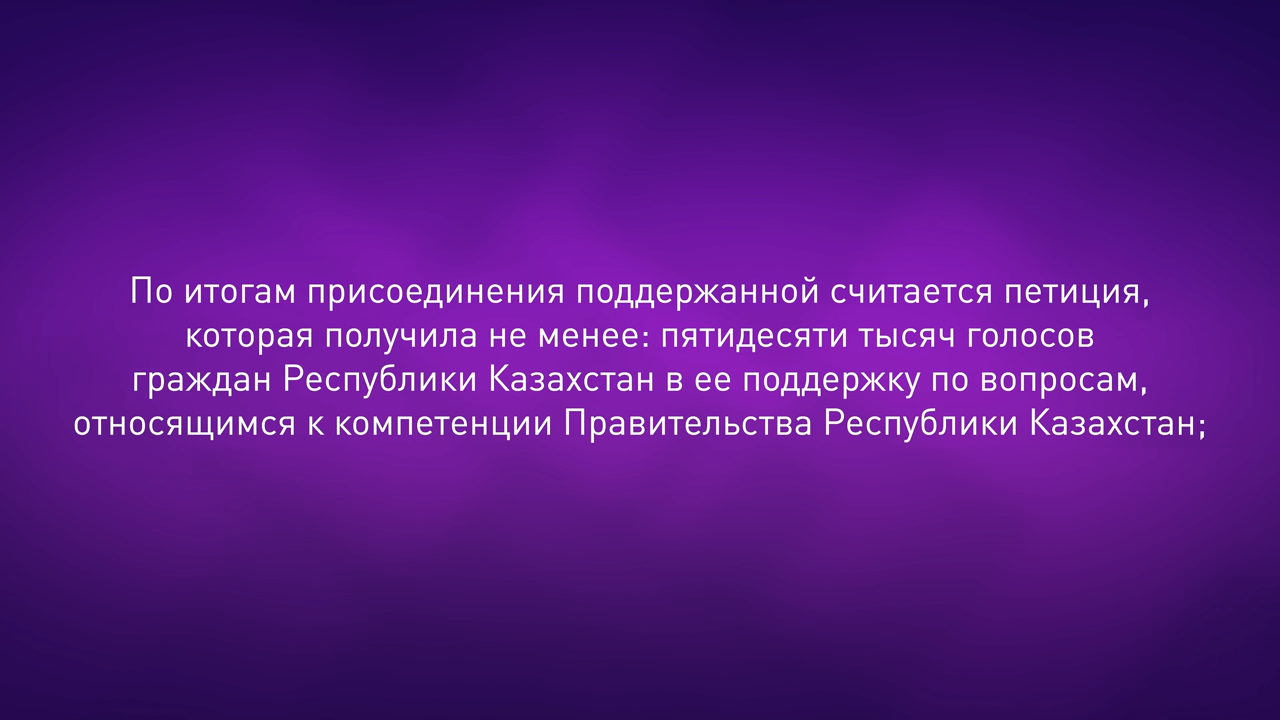 По итогам присоединения поддержанной считается петиция,
которая получила не менее: пятидесяти тысяч голосов
граждан Республики Казахстан в ее поддержку по вопросам,
относящимся к компетенции Правительства Республики Казахстан;